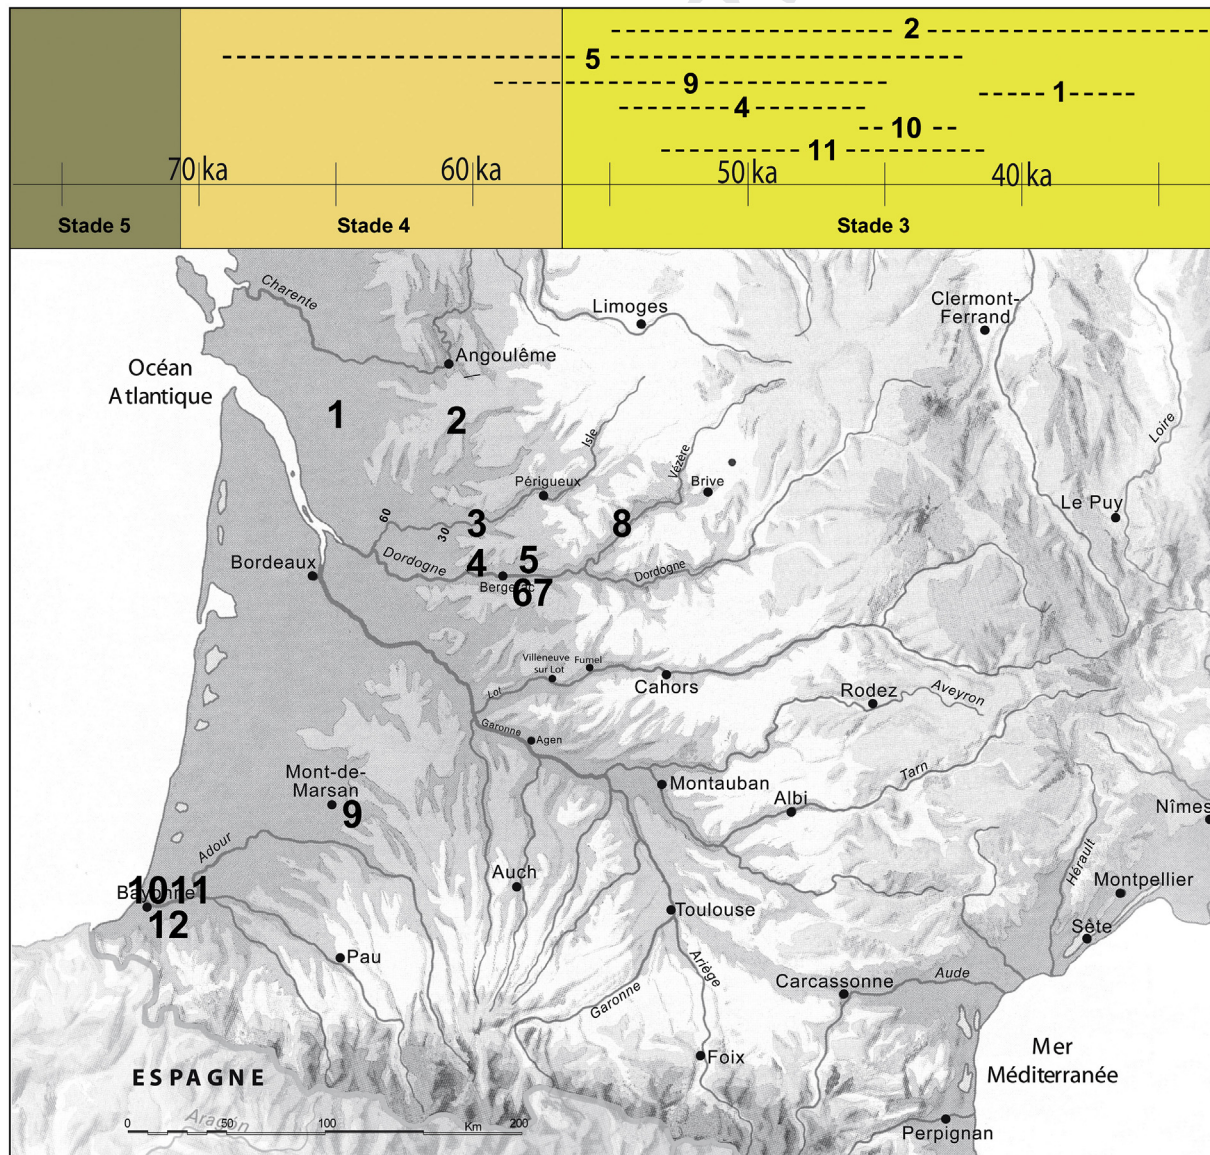 2
5
9
1
4
10
11
70 ka
60 ka
50 ka
40 ka
Stade 5
Stade 4
Stade 3
Charente
Limoges
Clermont-
Ferrand
Angoulême
Océan
Atlantique
1
2
Isle
Vézère
Loire
Périgueux
Brive
Le Puy
60
30
3
8
Dordogne
4
5
Bordeaux
Dordogne
Bergerac
67
Villeneuve
sur Lot
Fumel
Lot
Cahors
Rodez
Aveyron
Garonne
Agen
Mont-de-
Marsan
9
Montauban
Albi
Tarn
Nîmes
Adour
Hérault
Auch
Montpellier
Bayonne
1011
12
Toulouse
Sète
Pau
Ariège
Carcassonne
Aude
Garonne
Mer
Méditerranée
Foix
ESPAGNE
Aragon
0
50
100
Km
200
Perpignan